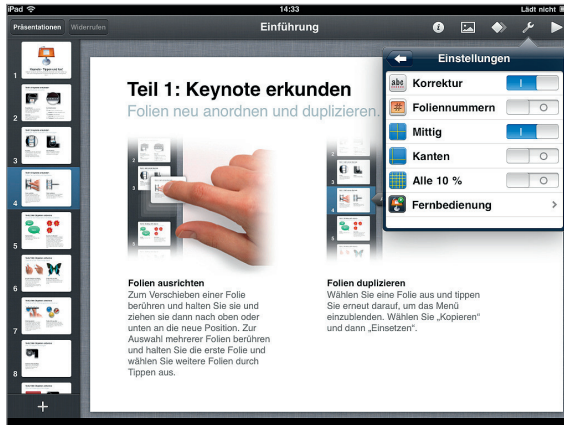 iPad
14:33
Lädt nicht
Präsentationen
Widerrufen
Einführung
Einstellungen
abc Korrektur
# Foliennummern
Mittig
Kanten
Alle 10 %
Fernbedienung
1
2
3
4
5
6
7
8
Teil 1: Keynote erkunden
Folien neu anordnen und duplizieren.
Folien ausrichten
Zum Verschieben einer Folie
berühren und halten Sie sie und
ziehen sie dann nach oben oder
unten an die neue Position. Zur
Auswahl mehrerer Folien berühren
und halten Sie die erste Folie und
wählen Sie weitere Folien durch
Tippen aus.
Folien duplizieren
Wählen Sie eine Folie aus und tippen
Sie erneut darauf, um das Menü
einzublenden. Wählen Sie „Kopieren“
und dann „Einsetzen“.